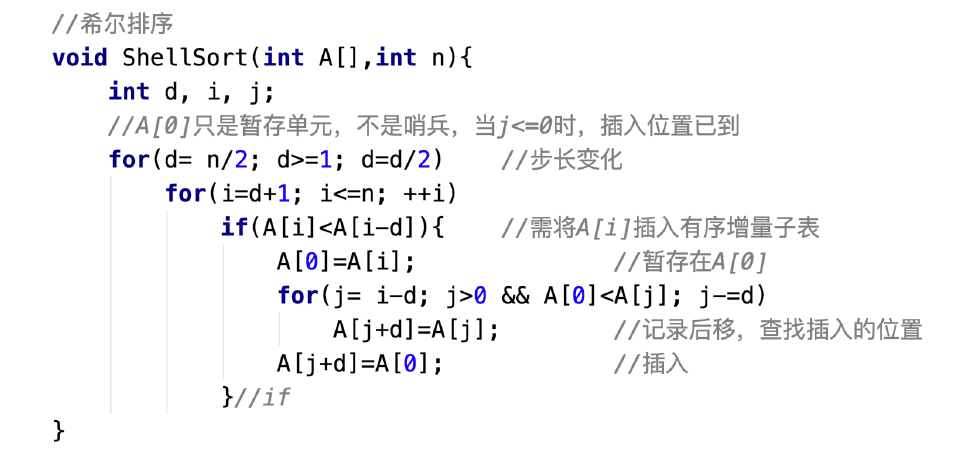 //希尔排序
void ShellSort(int A[],int n){
    int d, i, j;
    //A[0]只是暂存单元，不是哨兵，当j<=0时，插入位置已到
    for(d= n/2; d>=1; d=d/2)    //步长变化
        for(i=d+1; i<=n; ++i)
            if(A[i]<A[i-d]){    //需将A[i]插入有序增量子表
                A[0]=A[i];              //暂存在A[0]
                for(j= i-d; j>0 && A[0]<A[j]; j-=d)
                    A[j+d]=A[j];        //记录后移，查找插入的位置
                A[j+d]=A[0];            //插入
            }//if
}